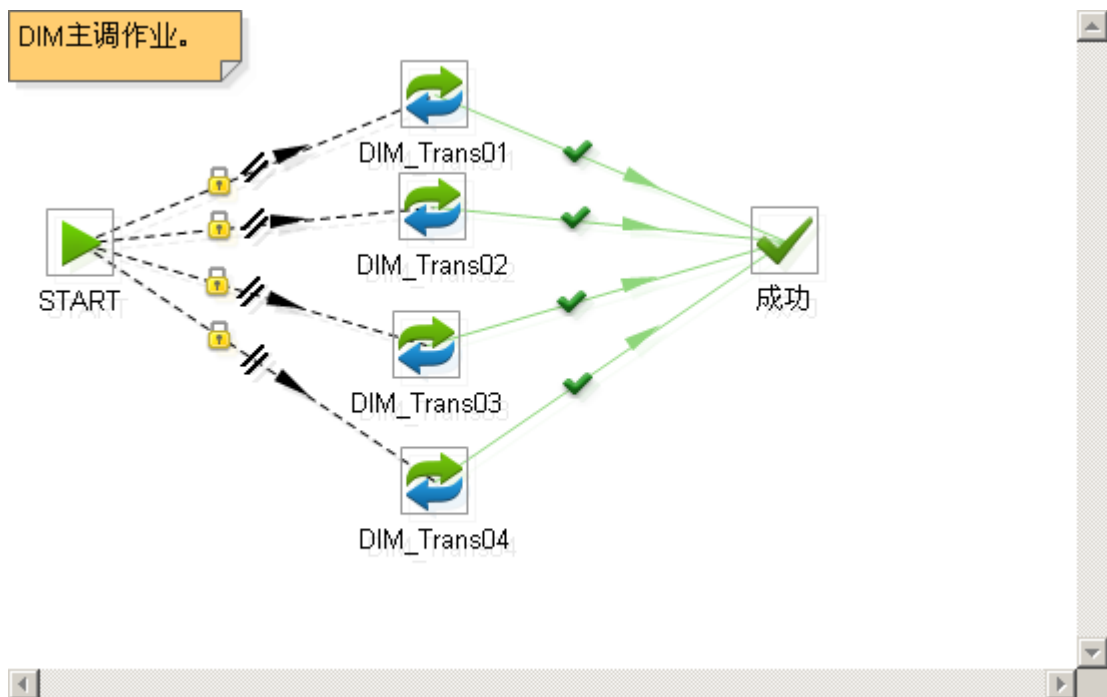 DIM主调作业。
DIM_Trans01
DIM_Trans02
START
成功
DIM_Trans03
DIM_Trans04